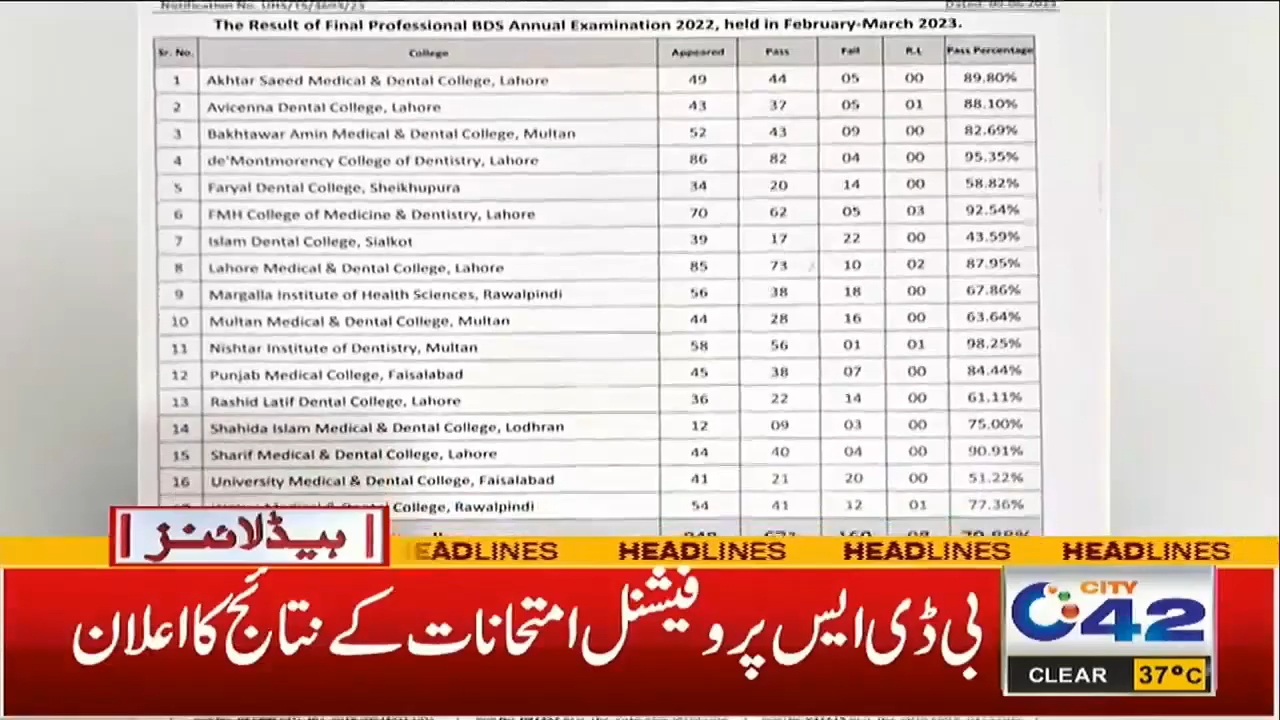 Notification No. UHS/15/3693/23 Dated: 09-06-2023
The Result of Final Professional BDS Annual Examination 2022, held in February-March 2023.
Sr. No. College Appeared Pass Fail R.L Pass Percentage
1 Akhtar Saeed Medical & Dental College, Lahore 49 44 05 00 89.80%
2 Avicenna Dental College, Lahore 43 37 05 01 88.10%
3 Bakhtawar Amin Medical & Dental College, Multan 52 43 09 00 82.69%
4 de'Montmorency College of Dentistry, Lahore 86 82 04 00 95.35%
5 Faryal Dental College, Sheikhupura 34 20 14 00 58.82%
6 FMH College of Medicine & Dentistry, Lahore 70 62 05 03 92.54%
7 Islam Dental College, Sialkot 39 17 22 00 43.59%
8 Lahore Medical & Dental College, Lahore 85 73 10 02 87.95%
9 Margalla Institute of Health Sciences, Rawalpindi 56 38 18 00 67.86%
10 Multan Medical & Dental College, Multan 44 28 16 00 63.64%
11 Nishtar Institute of Dentistry, Multan 58 56 01 01 98.25%
12 Punjab Medical College, Faisalabad 45 38 07 00 84.44%
13 Rashid Latif Dental College, Lahore 36 22 14 00 61.11%
14 Shahida Islam Medical & Dental College, Lodhran 12 09 03 00 75.00%
15 Sharif Medical & Dental College, Lahore 44 40 04 00 90.91%
16 University Medical & Dental College, Faisalabad 41 21 20 00 51.22%
College, Rawalpindi 54 41 12 01 77.36%
ہیڈلائنز
EADLINES HEADLINES HEADLINES HEADLINES
بی ڈی ایس پروفیشنل امتحانات کے نتائج کا اعلان
CITY
42
CLEAR 37°C